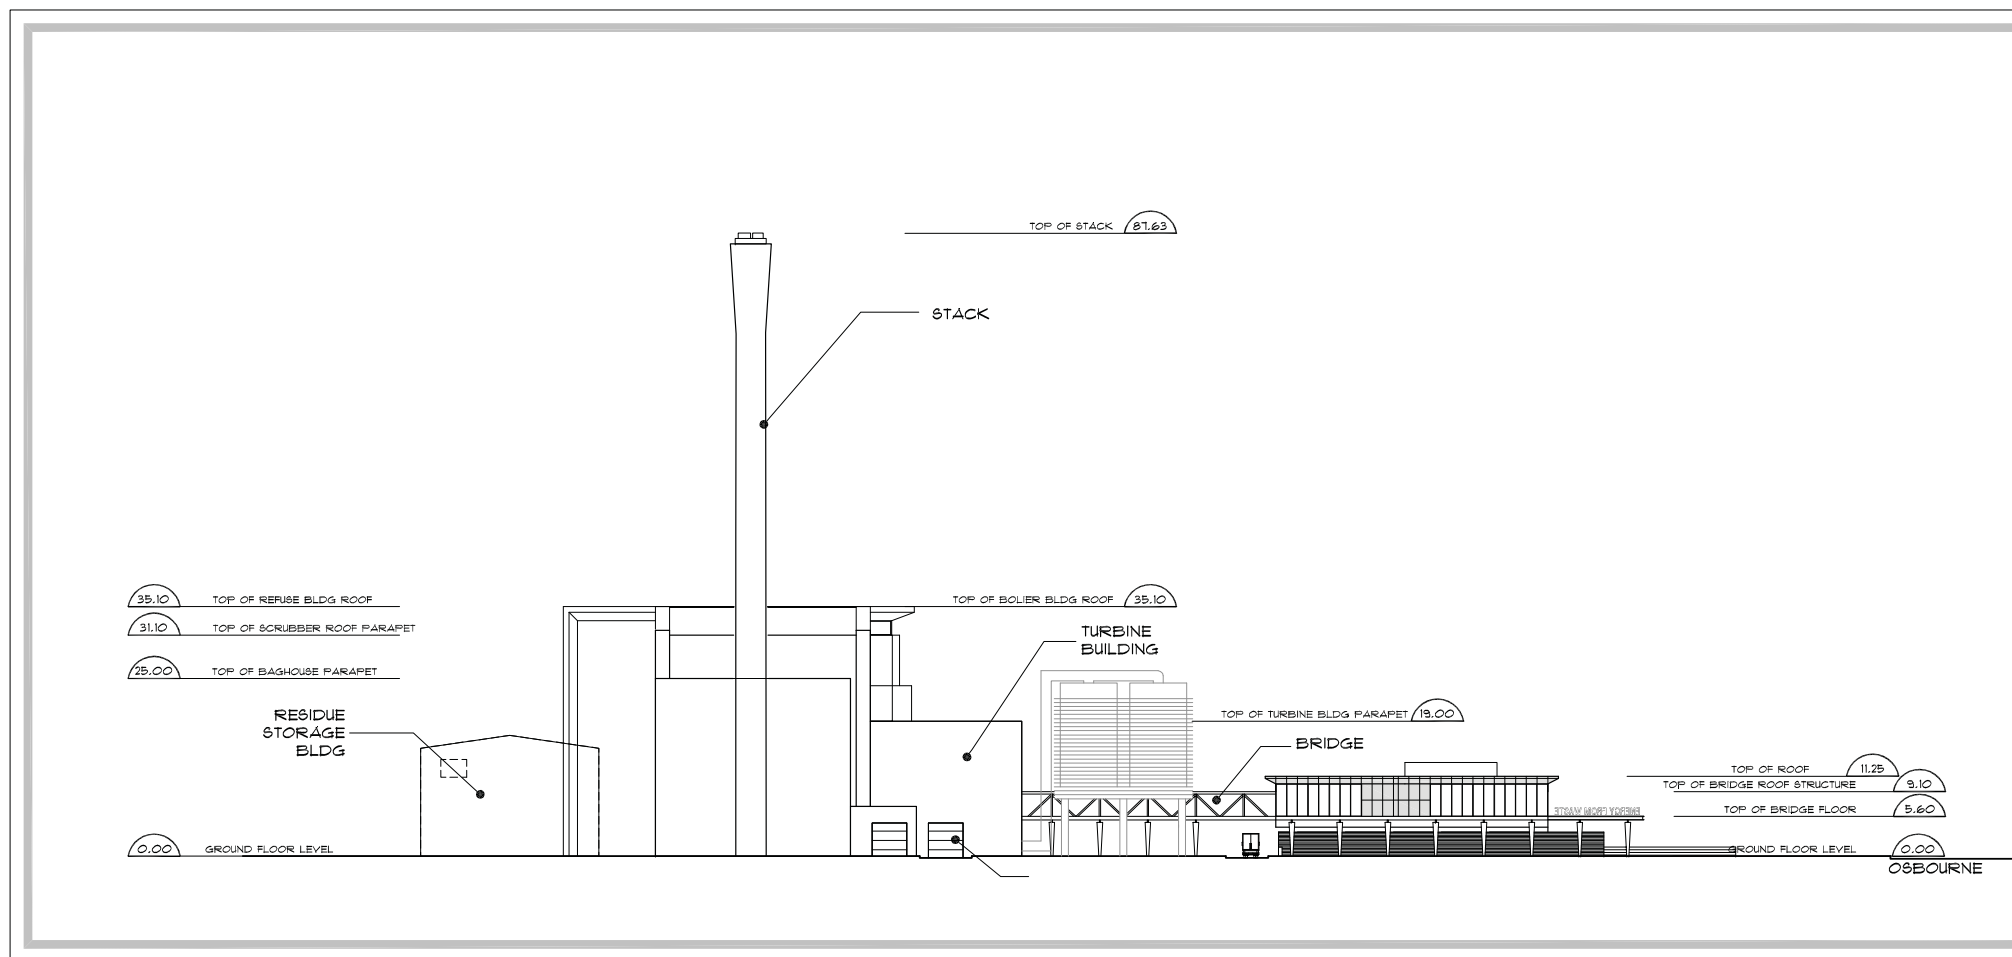 TOP OF STACK 87.63
STACK
35.10 TOP OF REFUSE BLDG ROOF
TOP OF BOLIER BLDG ROOF 35.10
31.10 TOP OF SCRUBBER ROOF PARAPET
TURBINE
BUILDING
25.00 TOP OF BAGHOUSE PARAPET
RESIDUE
STORAGE
BLDG
TOP OF TURBINE BLDG PARAPET 19.00
BRIDGE
TOP OF ROOF 11.25
TOP OF BRIDGE ROOF STRUCTURE 9.10
TOP OF BRIDGE FLOOR 5.60
ENERGY FROM WASTE
0.00 GROUND FLOOR LEVEL
GROUND FLOOR LEVEL 0.00
OSBOURNE